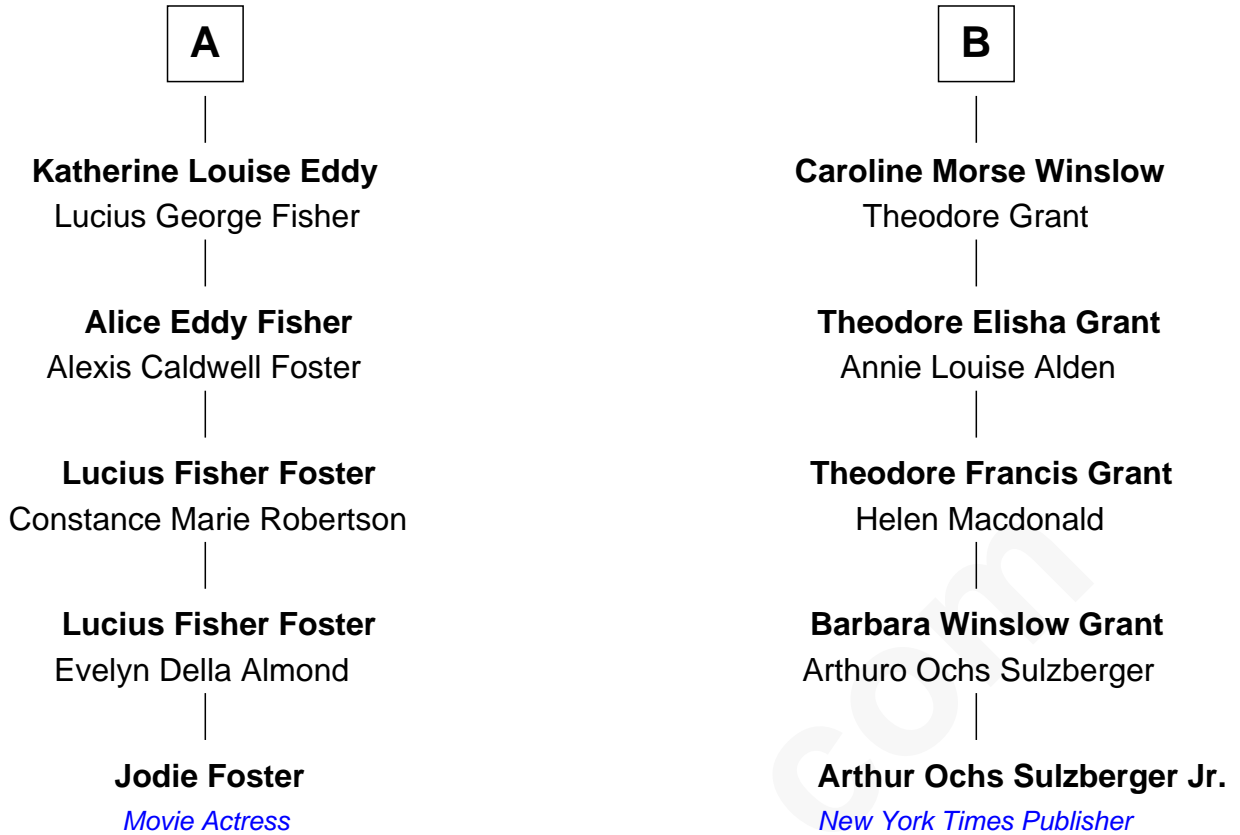 A
Katherine Louise Eddy
Lucius George Fisher
Alice Eddy Fisher
Alexis Caldwell Foster
Lucius Fisher Foster
Constance Marie Robertson
Lucius Fisher Foster
Evelyn Della Almond
Jodie Foster
Movie Actress
B
Caroline Morse Winslow
Theodore Grant
Theodore Elisha Grant
Annie Louise Alden
Theodore Francis Grant
Helen Macdonald
Barbara Winslow Grant
Arthuro Ochs Sulzberger
Arthur Ochs Sulzberger Jr.
New York Times Publisher
com